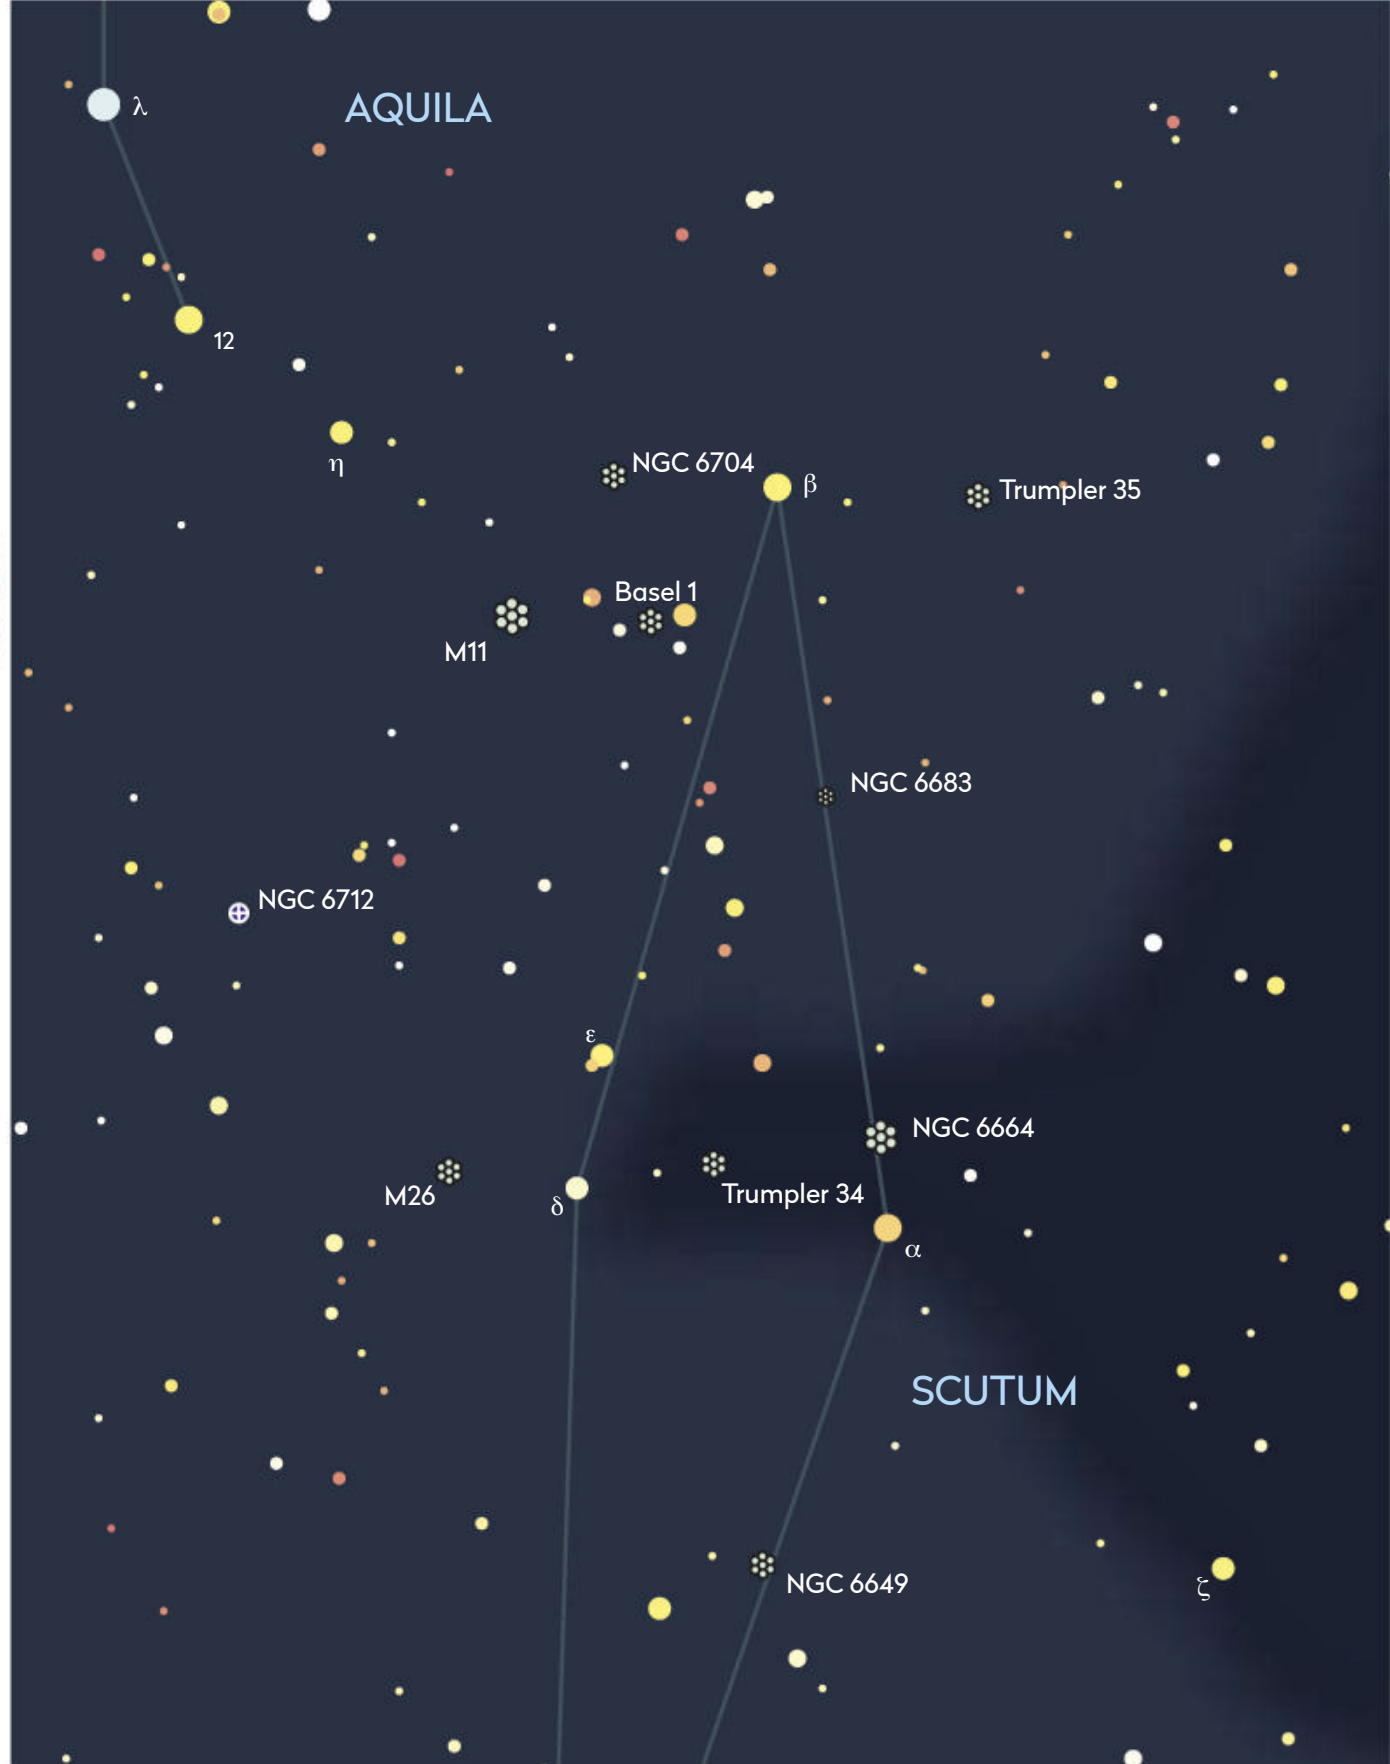 λ
AQUILA
12
η
NGC 6704
β
Trumpler 35
Basel 1
M11
NGC 6683
NGC 6712
ε
NGC 6664
M26
δ
Trumpler 34
α
SCUTUM
NGC 6649
ζ